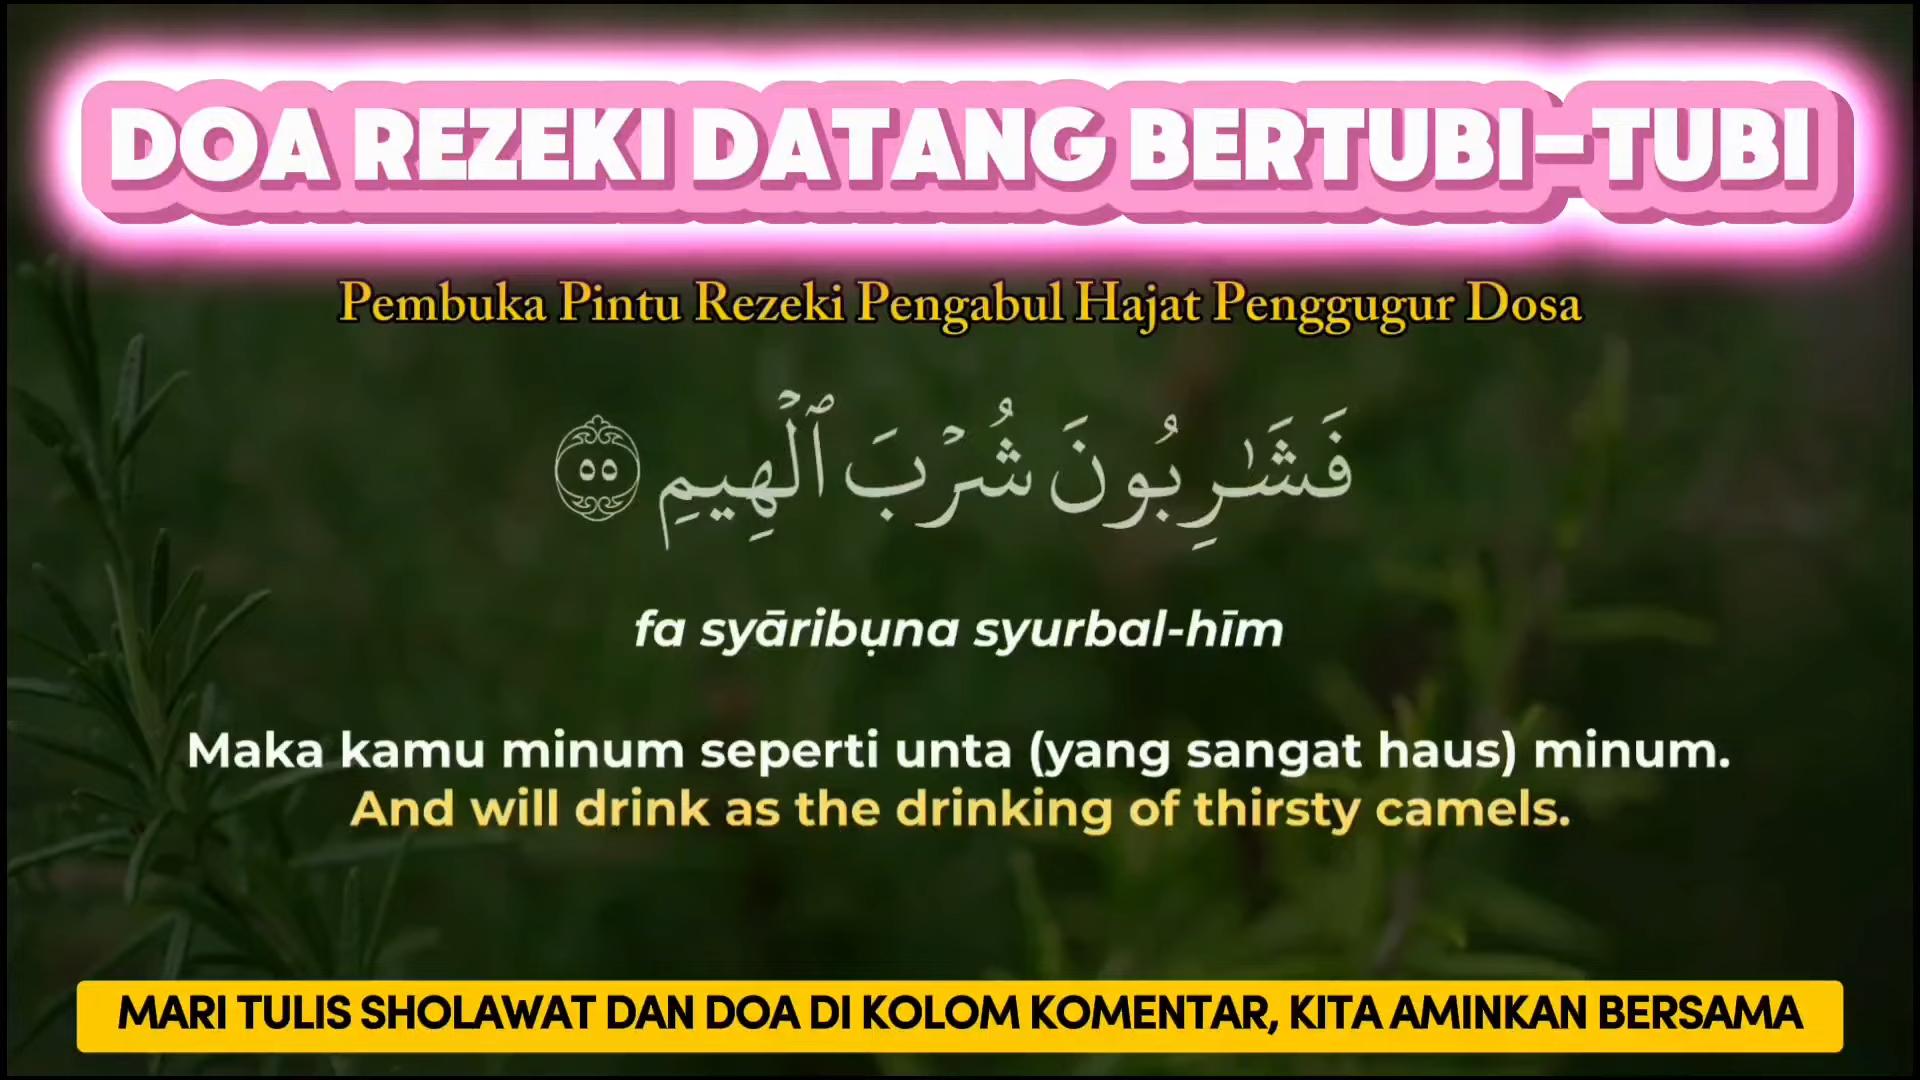 DOA REZEKI DATANG BERTUBI-TUBI
Pembuka Pintu Rezeki Pengabul Hajat Penggugur Dosa
فَشَٰرِبُونَ شُرْبَ ٱلْهِيمِ ٥٥
fa syāribụna syurbal-hīm
Maka kamu minum seperti unta (yang sangat haus) minum.
And will drink as the drinking of thirsty camels.
MARI TULIS SHOLAWAT DAN DOA DI KOLOM KOMENTAR, KITA AMINKAN BERSAMA